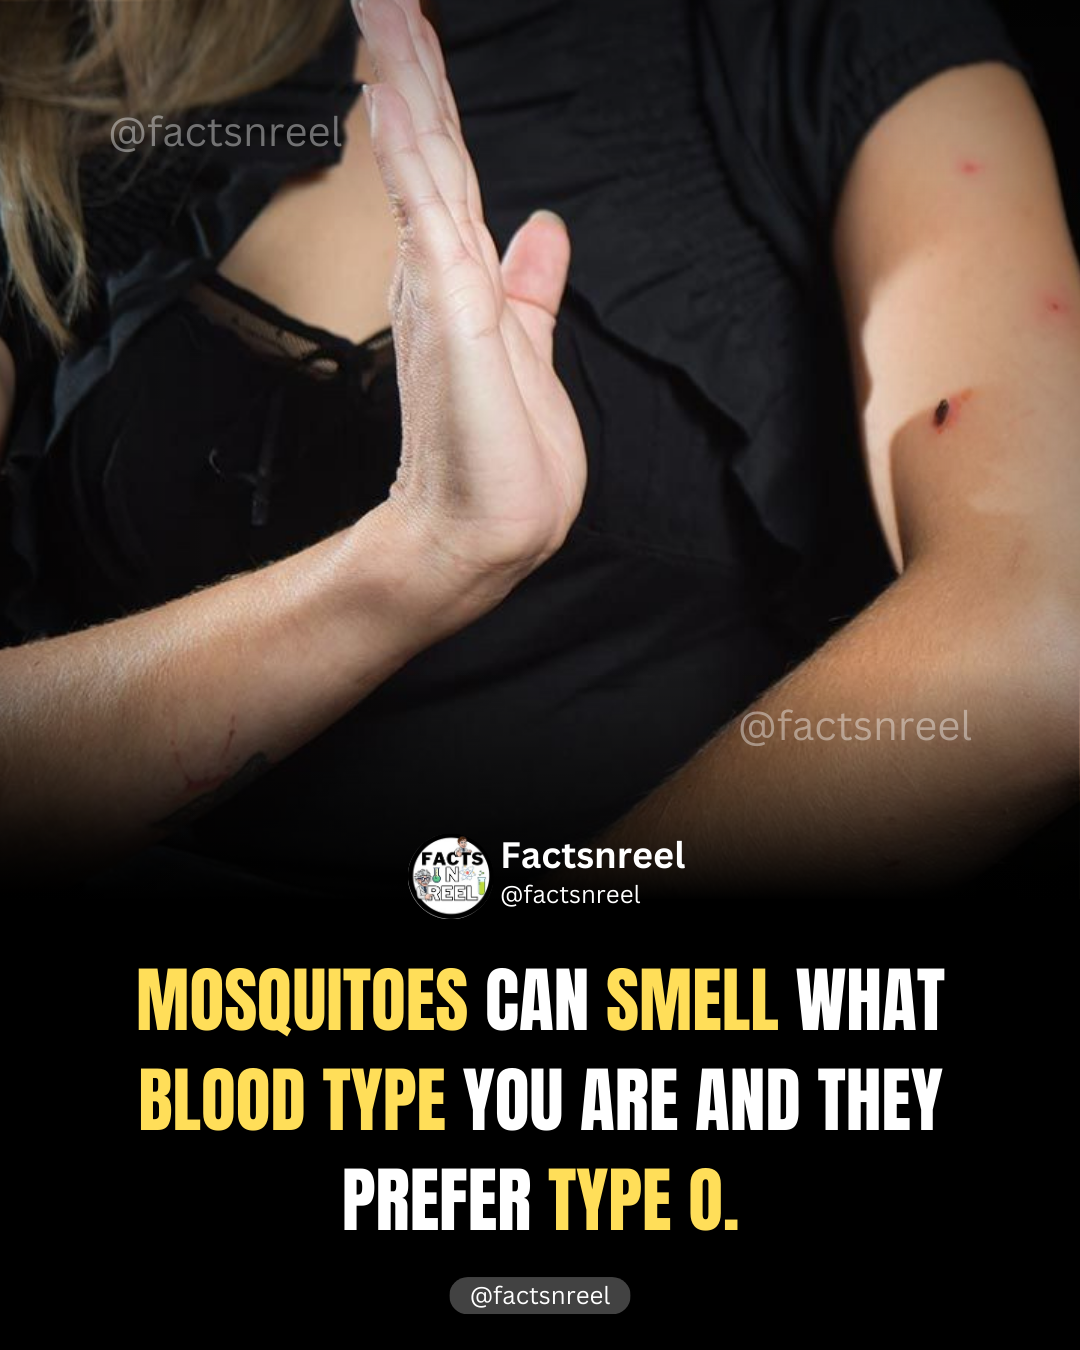 @factsnreel
@factsnreel
FACTS
IN
REEL
Factsnreel
@factsnreel
MOSQUITOES CAN SMELL WHAT
BLOOD TYPE YOU ARE AND THEY
PREFER TYPE O.
@factsnreel